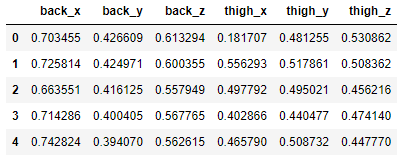 back_x back_y back_z thigh_x thigh_y thigh_z
0 0.703455 0.426609 0.613294 0.181707 0.481255 0.530862
1 0.725814 0.424971 0.600355 0.556293 0.517861 0.508362
2 0.663551 0.416125 0.557949 0.497792 0.495021 0.456216
3 0.714286 0.400405 0.567765 0.402866 0.440477 0.474140
4 0.742824 0.394070 0.562615 0.465790 0.508732 0.447770